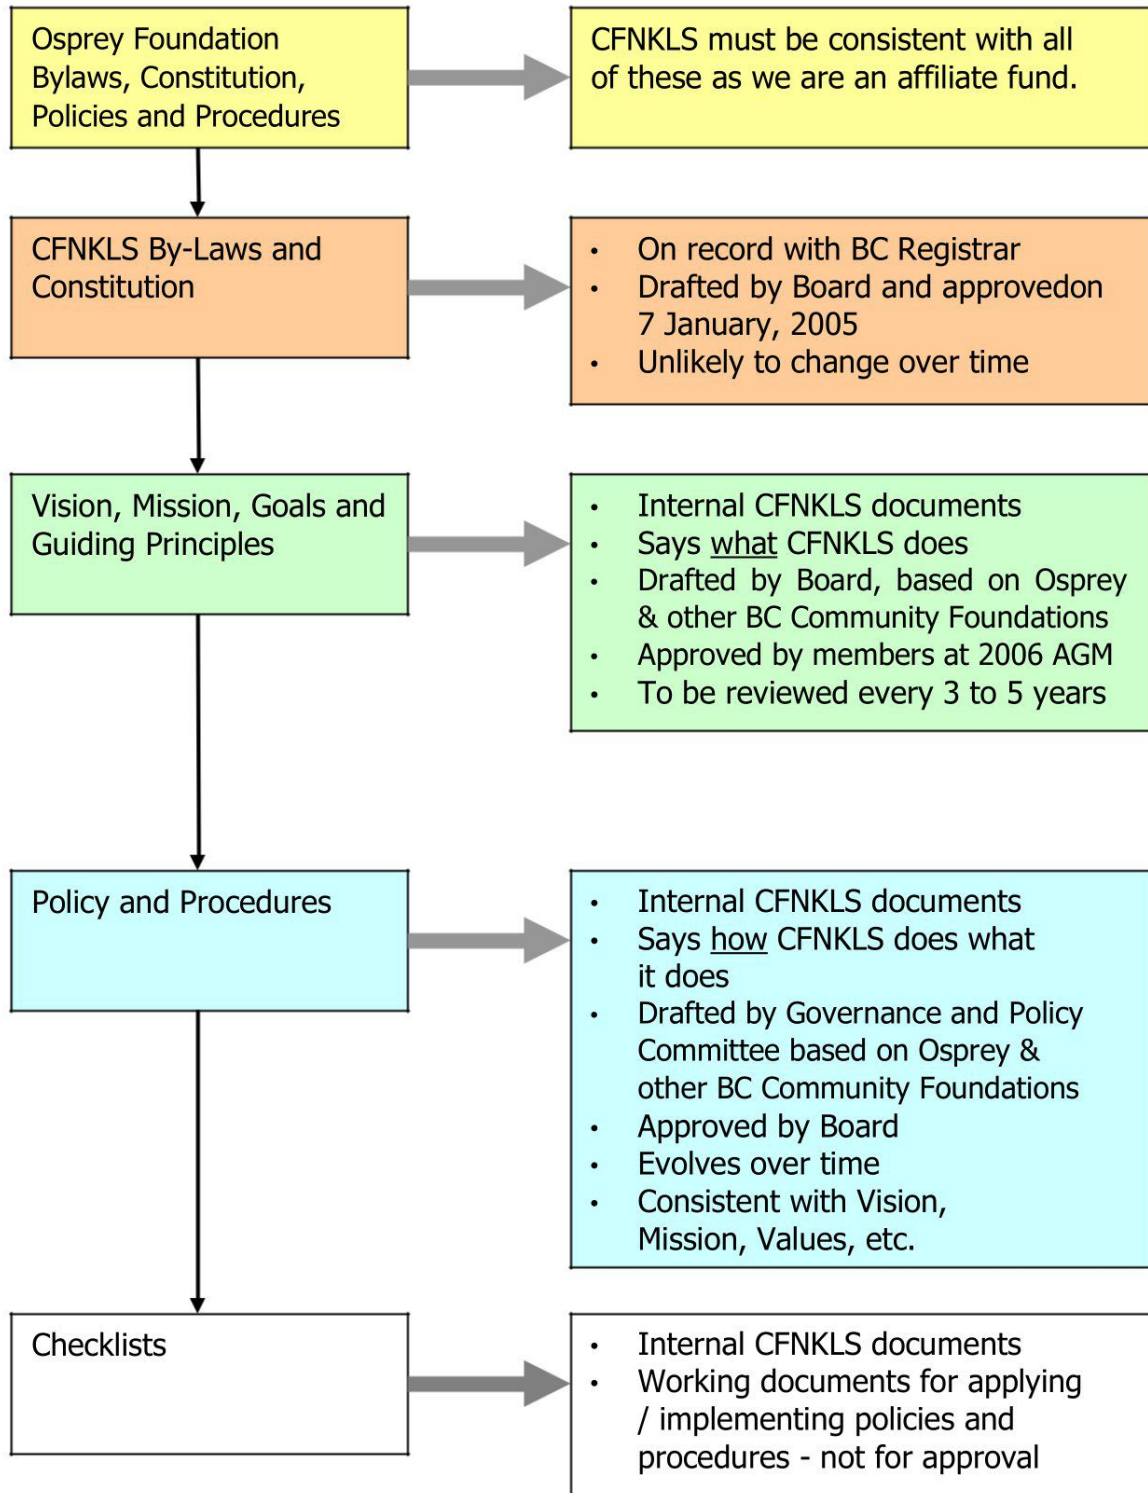 Osprey Foundation
Bylaws, Constitution,
Policies and Procedures
CFNKLS must be consistent with all
of these as we are an affiliate fund.
CFNKLS By-Laws and
Constitution
• On record with BC Registrar
• Drafted by Board and approvedon
7 January, 2005
• Unlikely to change over time
Vision, Mission, Goals and
Guiding Principles
• Internal CFNKLS documents
• Says what CFNKLS does
• Drafted by Board, based on Osprey
& other BC Community Foundations
• Approved by members at 2006 AGM
• To be reviewed every 3 to 5 years
Policy and Procedures
• Internal CFNKLS documents
• Says how CFNKLS does what
it does
• Drafted by Governance and Policy
Committee based on Osprey &
other BC Community Foundations
• Approved by Board
• Evolves over time
• Consistent with Vision,
Mission, Values, etc.
Checklists
• Internal CFNKLS documents
• Working documents for applying
/ implementing policies and
procedures - not for approval